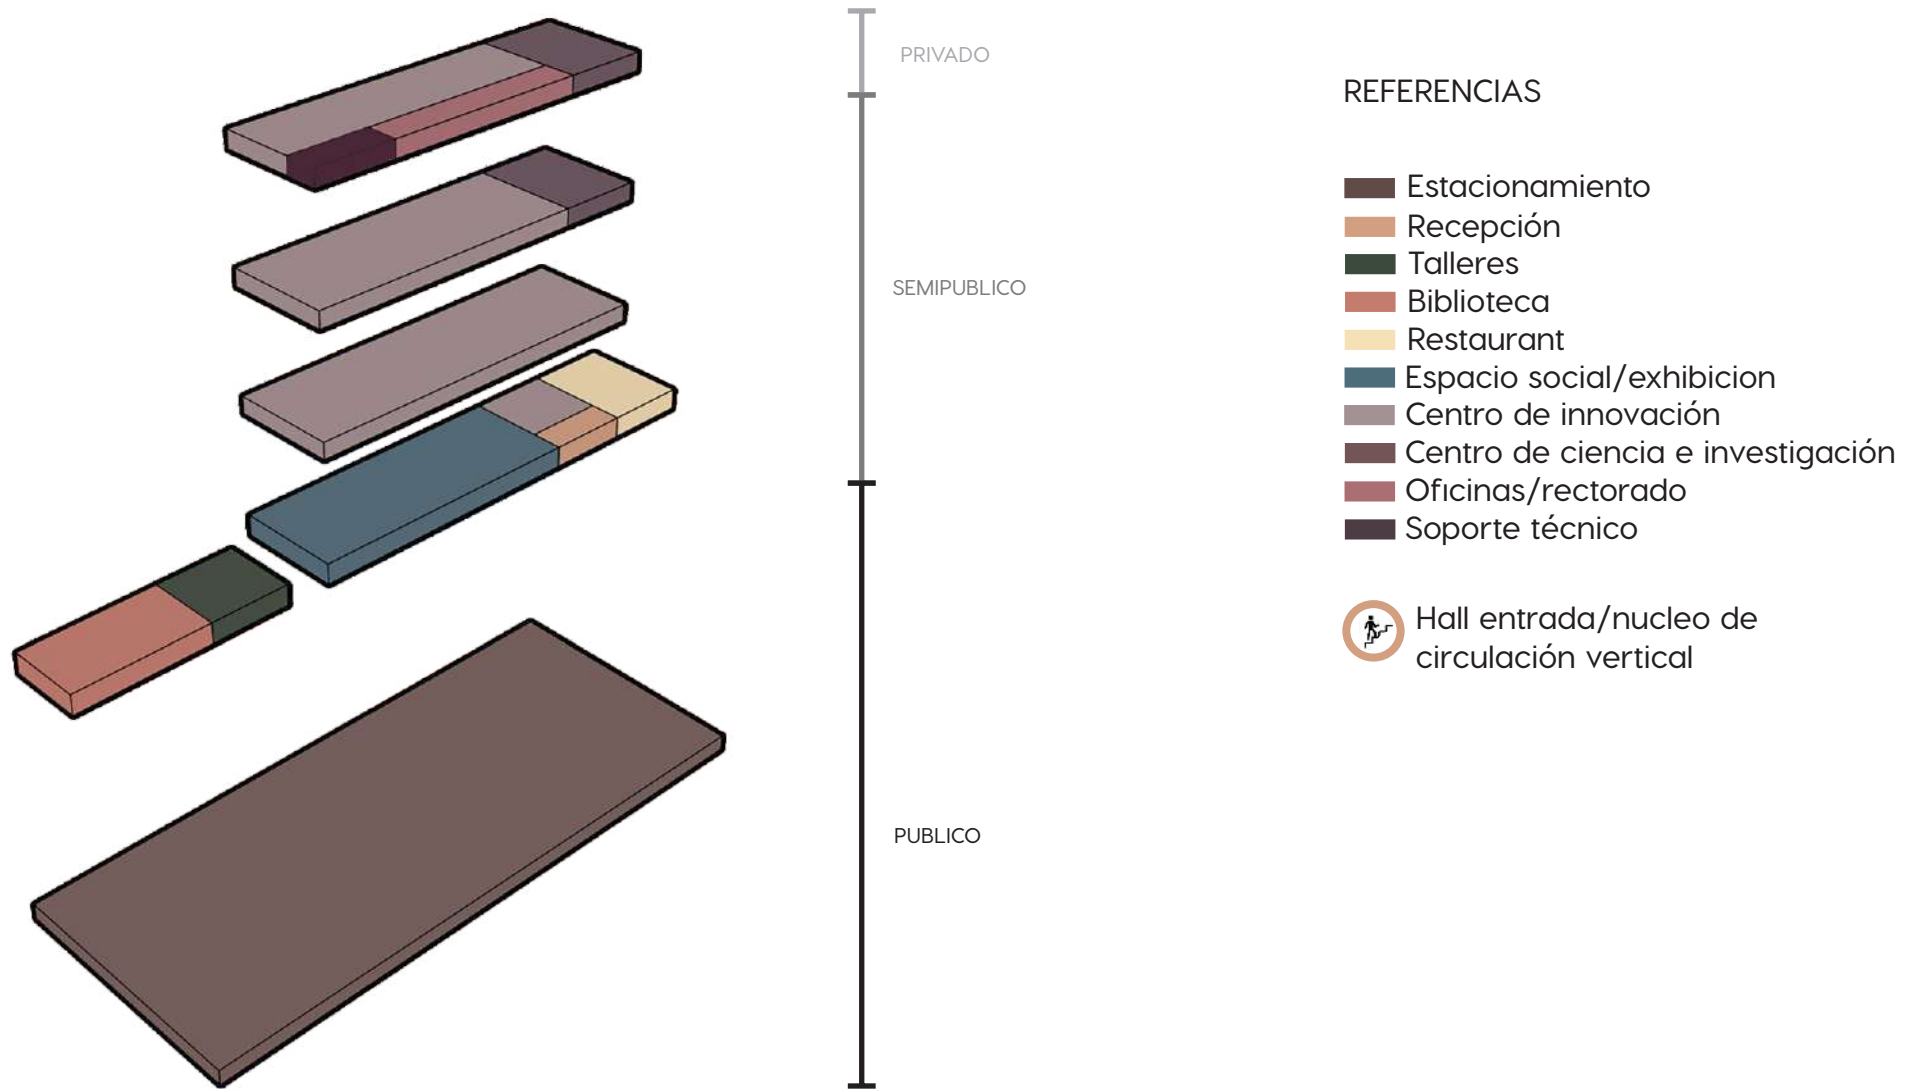 PRIVADO
SEMIPUBLICO
PUBLICO
REFERENCIAS
Estacionamiento
Recepción
Talleres
Biblioteca
Restaurant
Espacio social/exhibicion
Centro de innovación
Centro de ciencia e investigación
Oficinas/rectorado
Soporte técnico
Hall entrada/nucleo de
circulación vertical